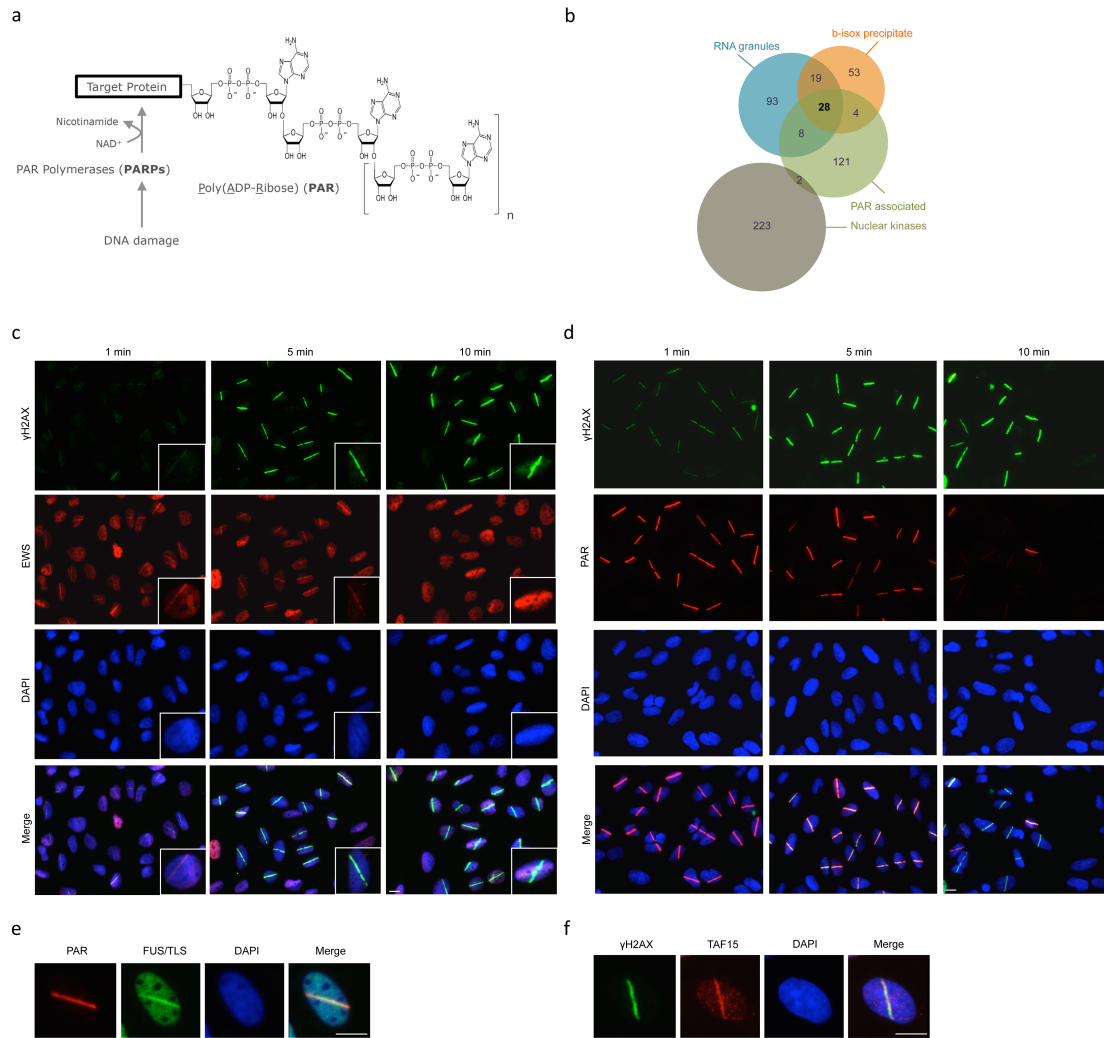 a
Target Protein
Nicotinamide
NAD⁺
PAR Polymerases (PARPs)
DNA damage
Poly(ADP-Ribose) (PAR)
n
NH₂
N
O
P
O⁻
OH
OH OH
b
RNA granules
b-isox precipitate
93
19
53
28
4
8
121
2
223
PAR associated
Nuclear kinases
c
1 min 5 min 10 min
γH2AX
EWS
DAPI
Merge
d
1 min 5 min 10 min
γH2AX
PAR
DAPI
Merge
e
PAR FUS/TLS DAPI Merge
f
γH2AX TAF15 DAPI Merge